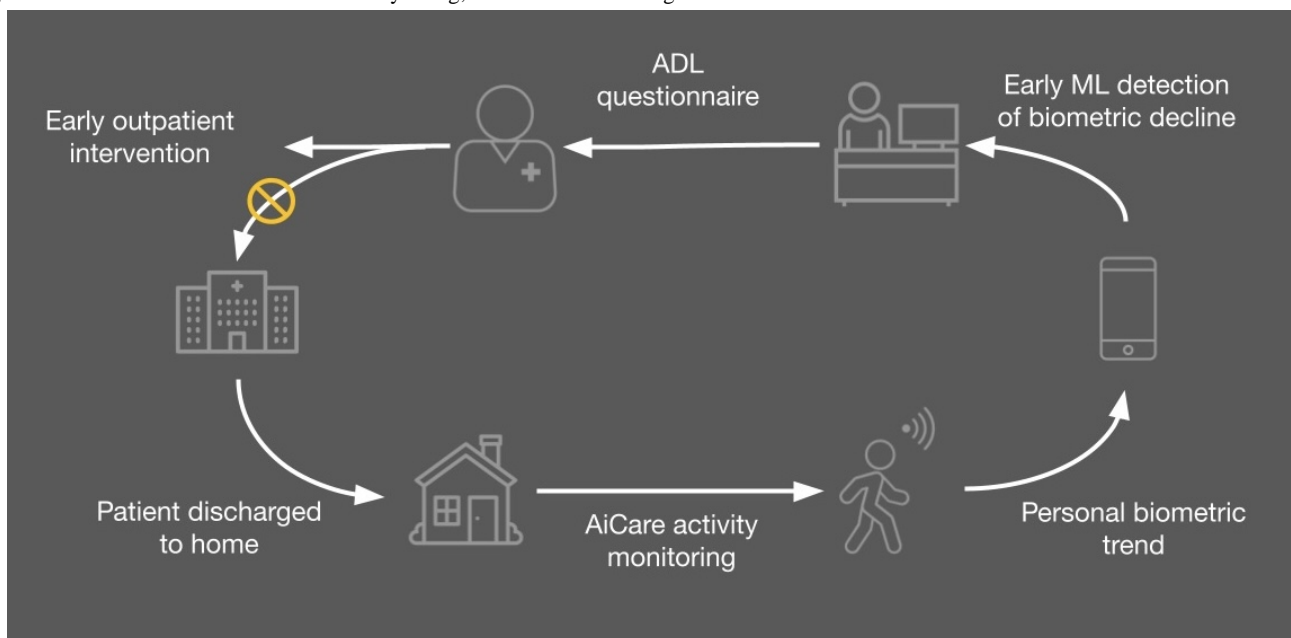 ADL
questionnaire
Early ML detection
of biometric decline
Early outpatient
intervention
Patient discharged
to home
AiCare activity
monitoring
Personal biometric
trend